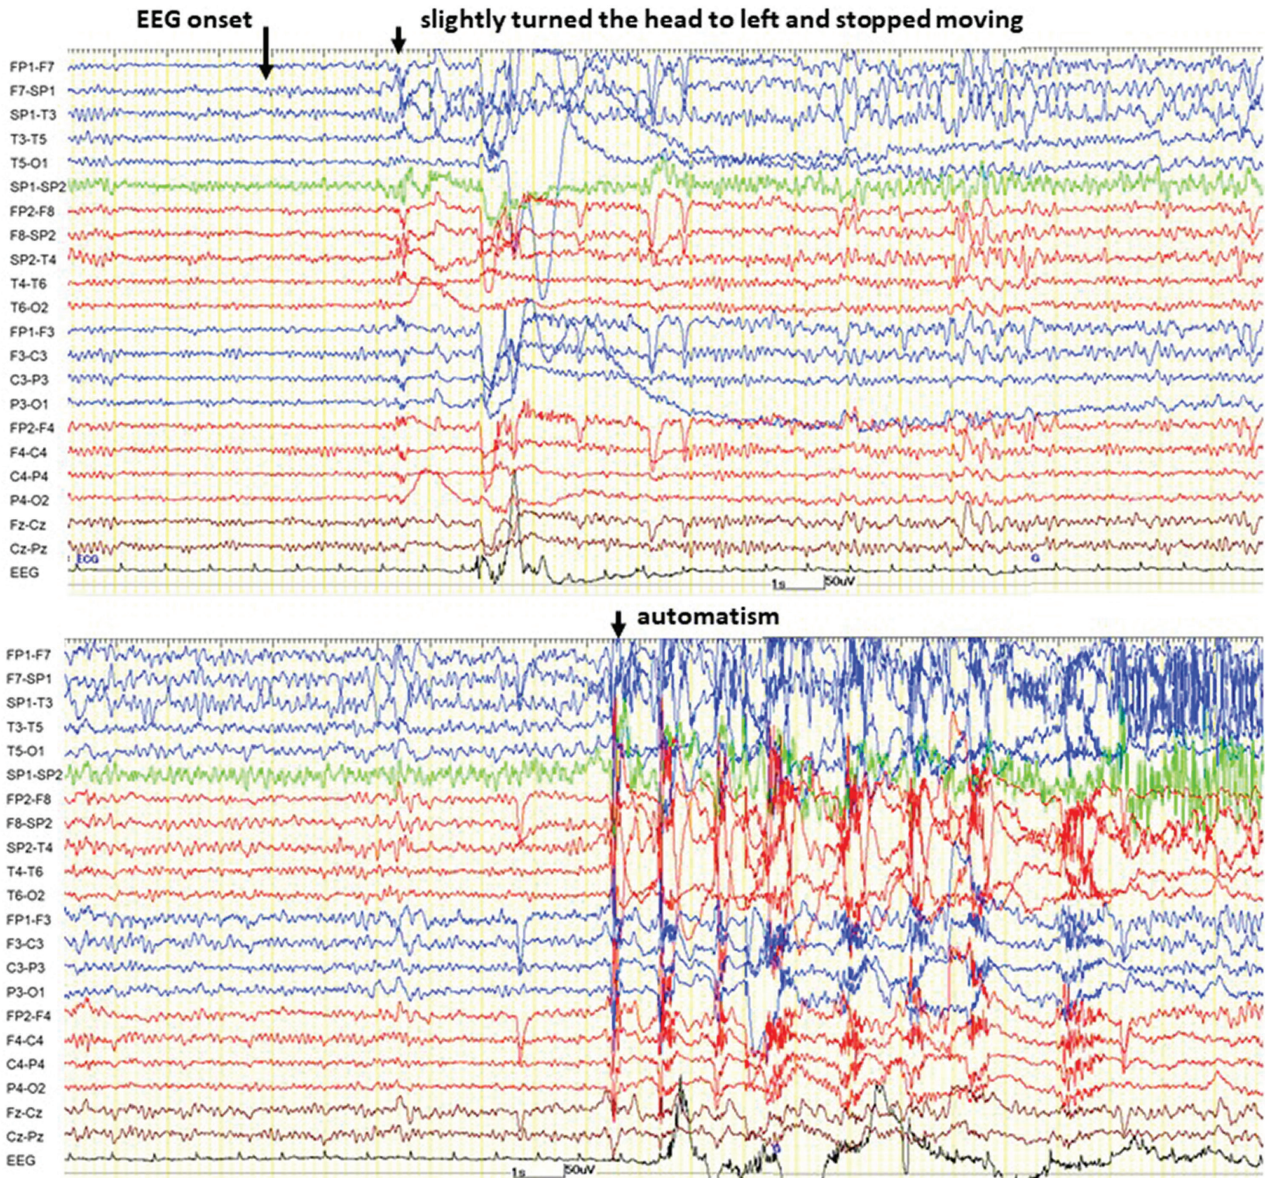 EEG onset
slightly turned the head to left and stopped moving
FP1-F7
F7-SP1
SP1-T3
T3-T5
T5-O1
SP1-SP2
FP2-F8
F8-SP2
SP2-T4
T4-T6
T6-O2
FP1-F3
F3-C3
C3-P3
P3-O1
FP2-F4
F4-C4
C4-P4
P4-O2
Fz-Cz
Cz-Pz
ECG
G
EEG
1s 50uV
automatism
FP1-F7
F7-SP1
SP1-T3
T3-T5
T5-O1
SP1-SP2
FP2-F8
F8-SP2
SP2-T4
T4-T6
T6-O2
FP1-F3
F3-C3
C3-P3
P3-O1
FP2-F4
F4-C4
C4-P4
P4-O2
Fz-Cz
Cz-Pz
EEG
1s 50uV